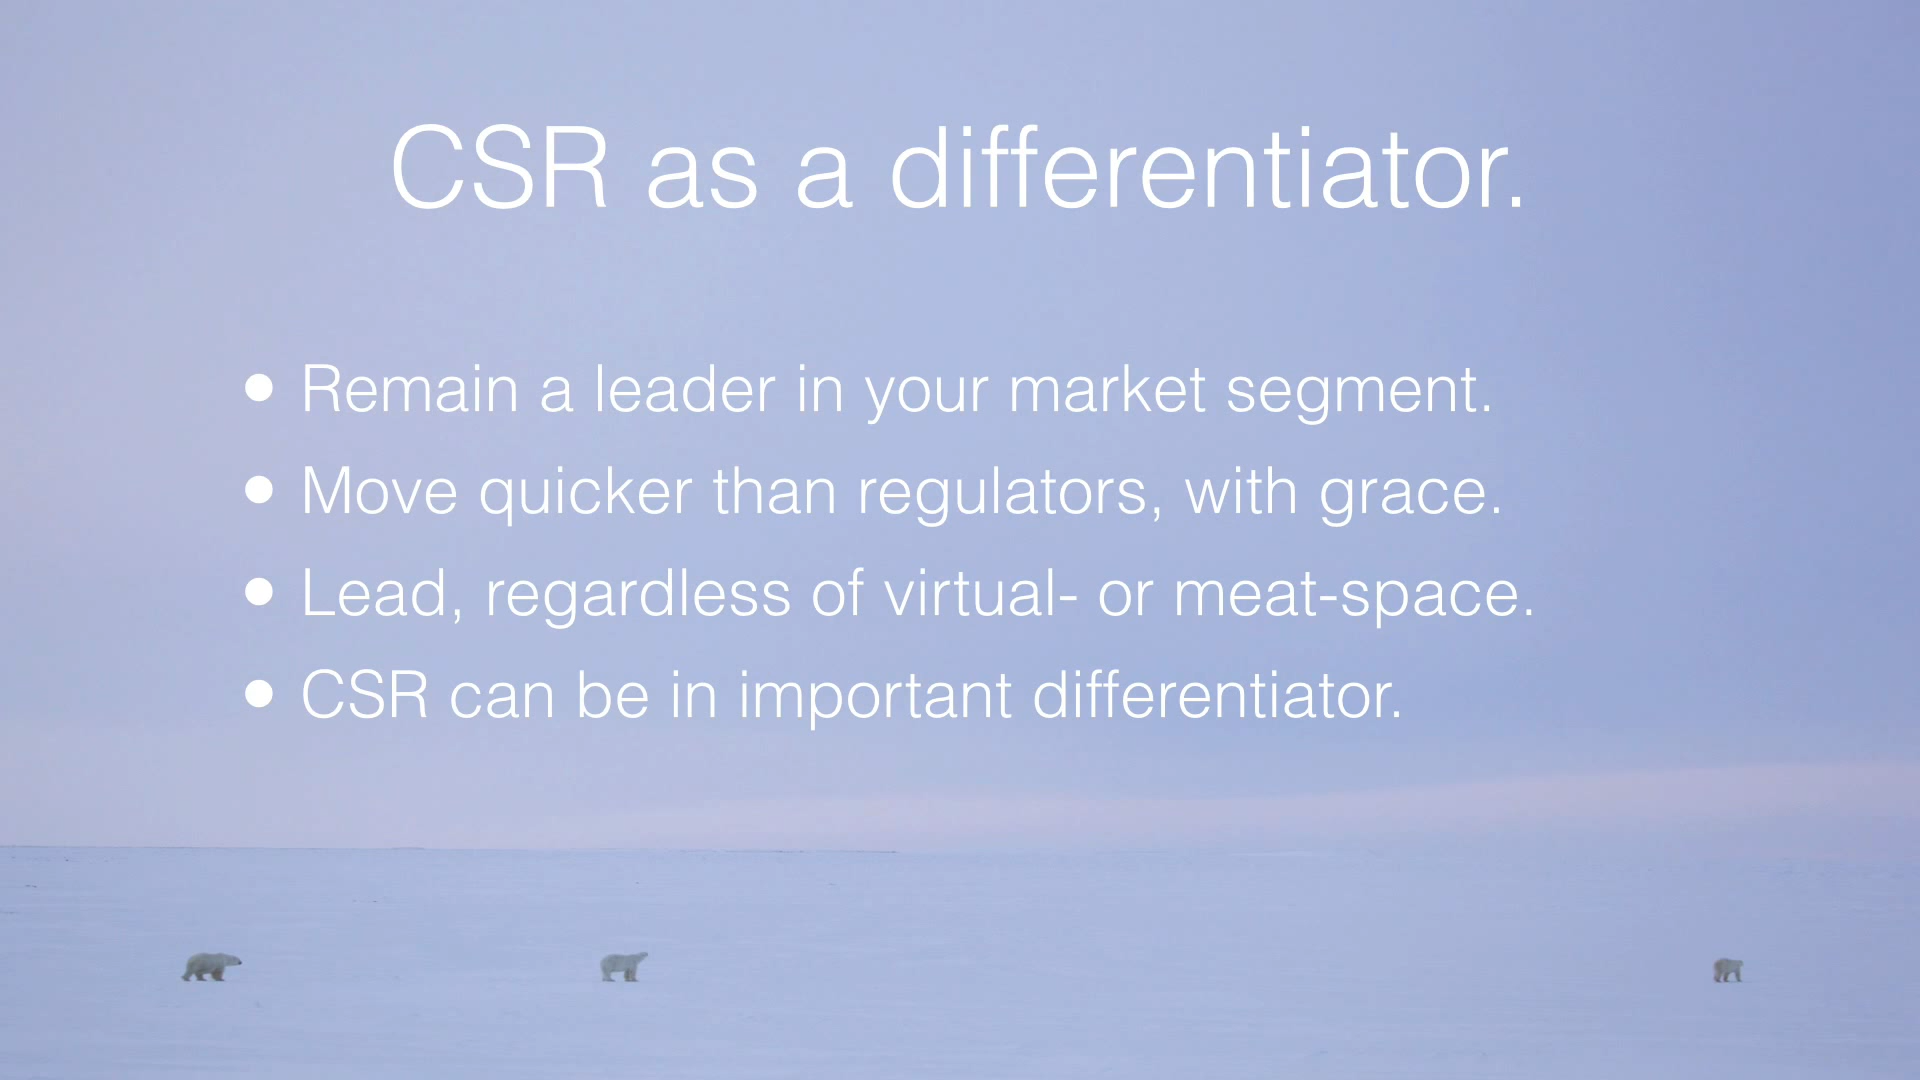 CSR as a differentiator.
• Remain a leader in your market segment.
• Move quicker than regulators, with grace.
• Lead, regardless of virtual- or meat-space.
• CSR can be in important differentiator.